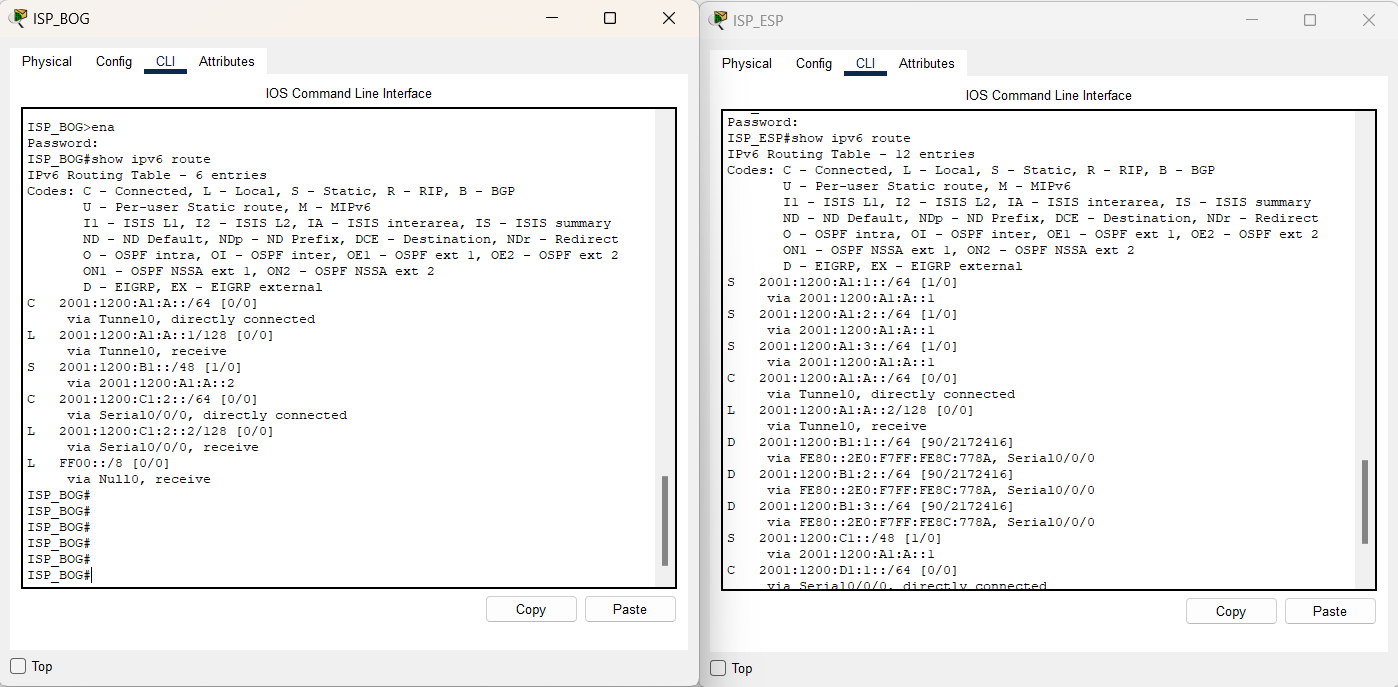 ISP_BOG
Physical Config CLI Attributes
IOS Command Line Interface
ISP_BOG>ena
Password:
ISP_BOG#show ipv6 route
IPv6 Routing Table - 6 entries
Codes: C - Connected, L - Local, S - Static, R - RIP, B - BGP
U - Per-user Static route, M - MIPv6
I1 - ISIS L1, I2 - ISIS L2, IA - ISIS interarea, IS - ISIS summary
ND - ND Default, NDp - ND Prefix, DCE - Destination, NDr - Redirect
O - OSPF intra, OI - OSPF inter, OE1 - OSPF ext 1, OE2 - OSPF ext 2
ON1 - OSPF NSSA ext 1, ON2 - OSPF NSSA ext 2
D - EIGRP, EX - EIGRP external
C 2001:1200:A1:A::/64 [0/0]
via Tunnel0, directly connected
L 2001:1200:A1:A::1/128 [0/0]
via Tunnel0, receive
S 2001:1200:B1::/48 [1/0]
via 2001:1200:A1:A::2
C 2001:1200:C1:2::/64 [0/0]
via Serial0/0/0, directly connected
L 2001:1200:C1:2::2/128 [0/0]
via Serial0/0/0, receive
L FF00::/8 [0/0]
via Null0, receive
ISP_BOG#
ISP_BOG#
ISP_BOG#
ISP_BOG#
ISP_BOG#
ISP_BOG#
Copy Paste
Top
ISP_ESP
Physical Config CLI Attributes
IOS Command Line Interface
Password:
ISP_ESP#show ipv6 route
IPv6 Routing Table - 12 entries
Codes: C - Connected, L - Local, S - Static, R - RIP, B - BGP
U - Per-user Static route, M - MIPv6
I1 - ISIS L1, I2 - ISIS L2, IA - ISIS interarea, IS - ISIS summary
ND - ND Default, NDp - ND Prefix, DCE - Destination, NDr - Redirect
O - OSPF intra, OI - OSPF inter, OE1 - OSPF ext 1, OE2 - OSPF ext 2
ON1 - OSPF NSSA ext 1, ON2 - OSPF NSSA ext 2
D - EIGRP, EX - EIGRP external
S 2001:1200:A1:1::/64 [1/0]
via 2001:1200:A1:A::1
S 2001:1200:A1:2::/64 [1/0]
via 2001:1200:A1:A::1
S 2001:1200:A1:3::/64 [1/0]
via 2001:1200:A1:A::1
C 2001:1200:A1:A::/64 [0/0]
via Tunnel0, directly connected
L 2001:1200:A1:A::2/128 [0/0]
via Tunnel0, receive
D 2001:1200:B1:1::/64 [90/2172416]
via FE80::2E0:F7FF:FE8C:778A, Serial0/0/0
D 2001:1200:B1:2::/64 [90/2172416]
via FE80::2E0:F7FF:FE8C:778A, Serial0/0/0
D 2001:1200:B1:3::/64 [90/2172416]
via FE80::2E0:F7FF:FE8C:778A, Serial0/0/0
S 2001:1200:C1::/48 [1/0]
via 2001:1200:A1:A::1
C 2001:1200:D1:1::/64 [0/0]
via Serial0/0/0, directly connected
Copy Paste
Top